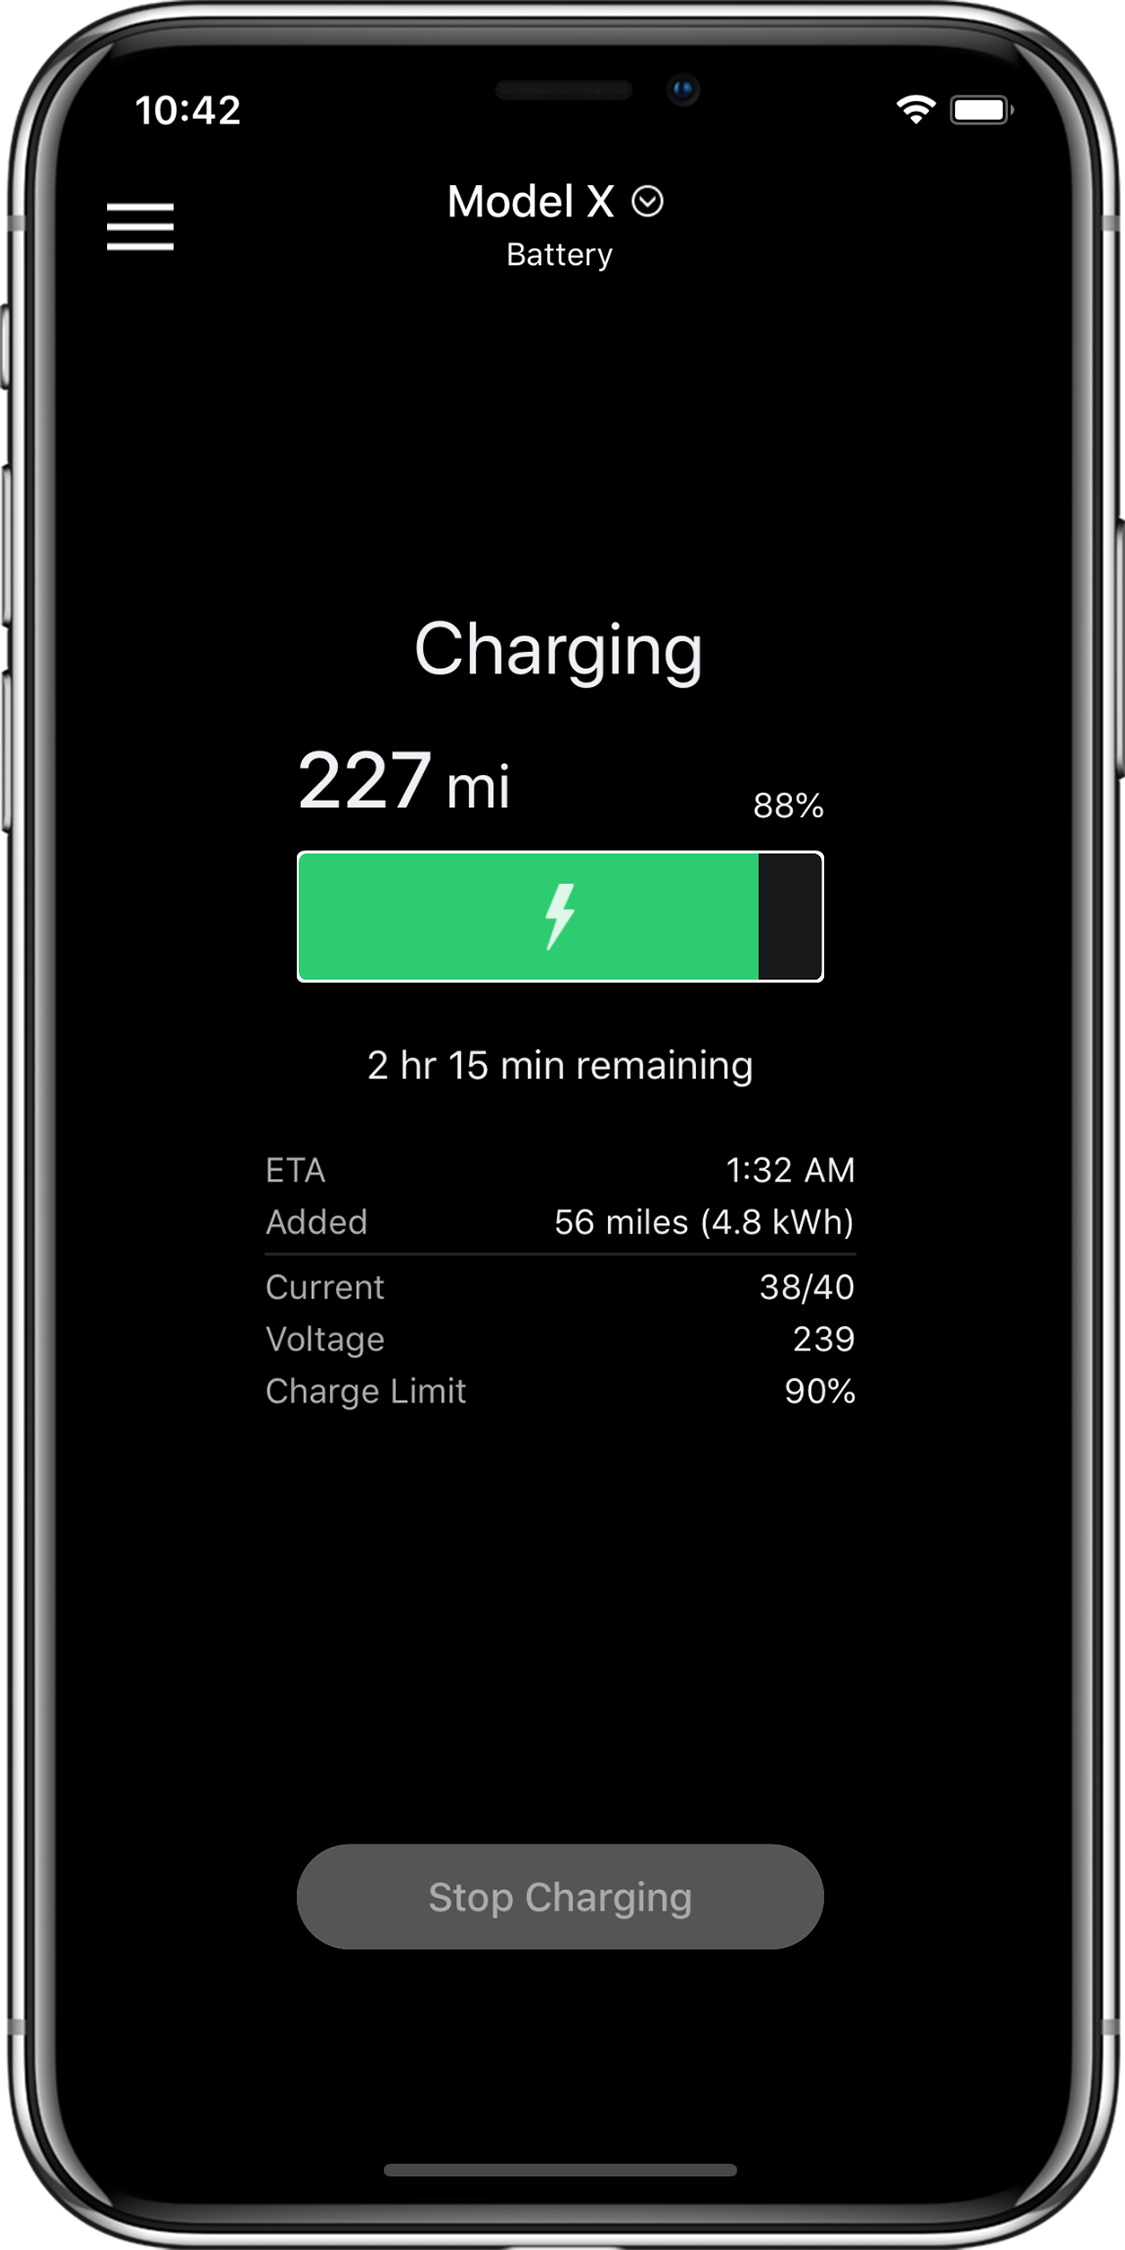 10:42
Model X
Battery
Charging
227 mi
88%
2 hr 15 min remaining
ETA 1:32 AM
Added 56 miles (4.8 kWh)
Current 38/40
Voltage 239
Charge Limit 90%
Stop Charging